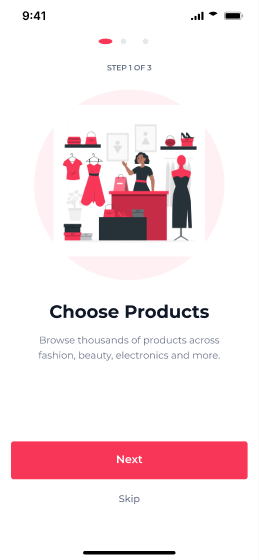 9:41
STEP 1 OF 3
Choose Products
Browse thousands of products across
fashion, beauty, electronics and more.
Next
Skip